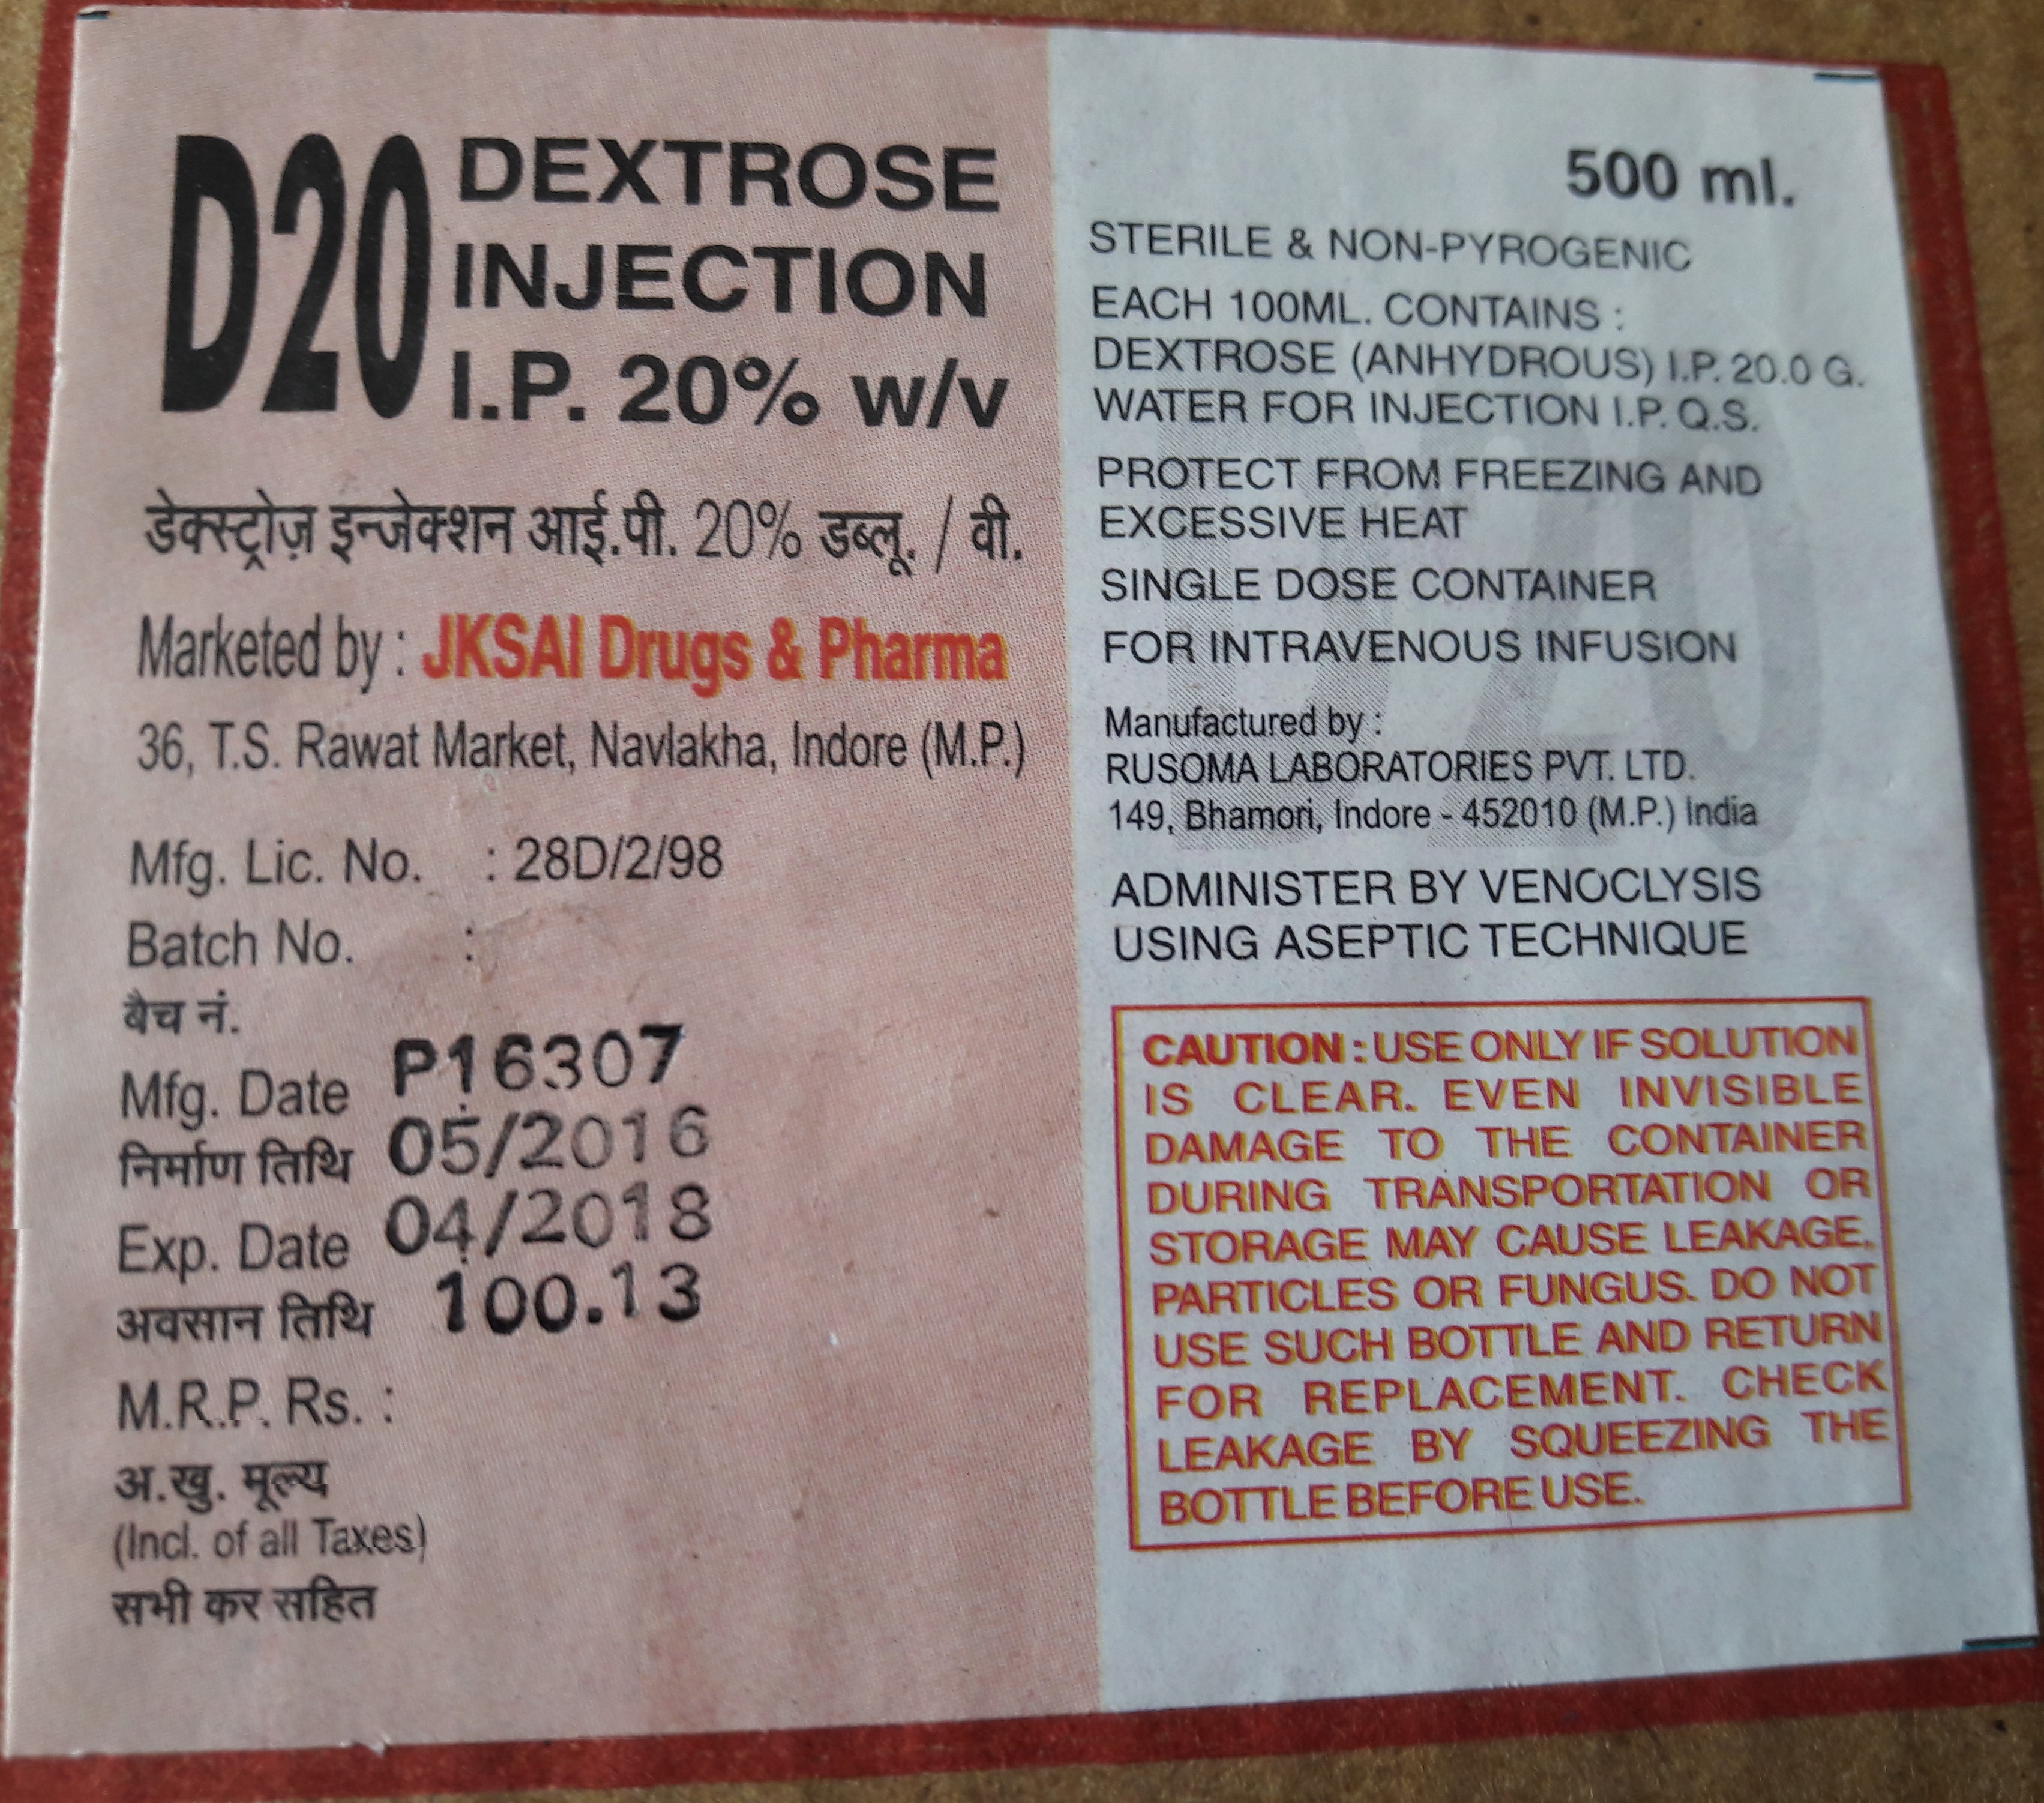 D20 DEXTROSE
INJECTION
I.P. 20% w/v
डेक्स्ट्रोज़ इन्जेक्शन आई.पी. 20% डब्लू. / वी.
Marketed by : JKSAI Drugs & Pharma
36, T.S. Rawat Market, Navlakha, Indore (M.P.)
Mfg. Lic. No. : 28D/2/98
Batch No. :
बैच नं.
P16307
Mfg. Date
05/2016
निर्माण तिथि
04/2018
Exp. Date
100.13
अवसान तिथि
M.R.P. Rs. :
अ.खु. मूल्य
(Incl. of all Taxes)
सभी कर सहित
500 ml.
STERILE & NON-PYROGENIC
EACH 100ML. CONTAINS :
DEXTROSE (ANHYDROUS) I.P. 20.0 G.
WATER FOR INJECTION I.P. Q.S.
PROTECT FROM FREEZING AND
EXCESSIVE HEAT
SINGLE DOSE CONTAINER
FOR INTRAVENOUS INFUSION
D20
Manufactured by :
RUSOMA LABORATORIES PVT. LTD.
149, Bhamori, Indore - 452010 (M.P.) India
ADMINISTER BY VENOCLYSIS
USING ASEPTIC TECHNIQUE
CAUTION : USE ONLY IF SOLUTION
IS CLEAR. EVEN INVISIBLE
DAMAGE TO THE CONTAINER
DURING TRANSPORTATION OR
STORAGE MAY CAUSE LEAKAGE,
PARTICLES OR FUNGUS. DO NOT
USE SUCH BOTTLE AND RETURN
FOR REPLACEMENT. CHECK
LEAKAGE BY SQUEEZING THE
BOTTLE BEFORE USE.